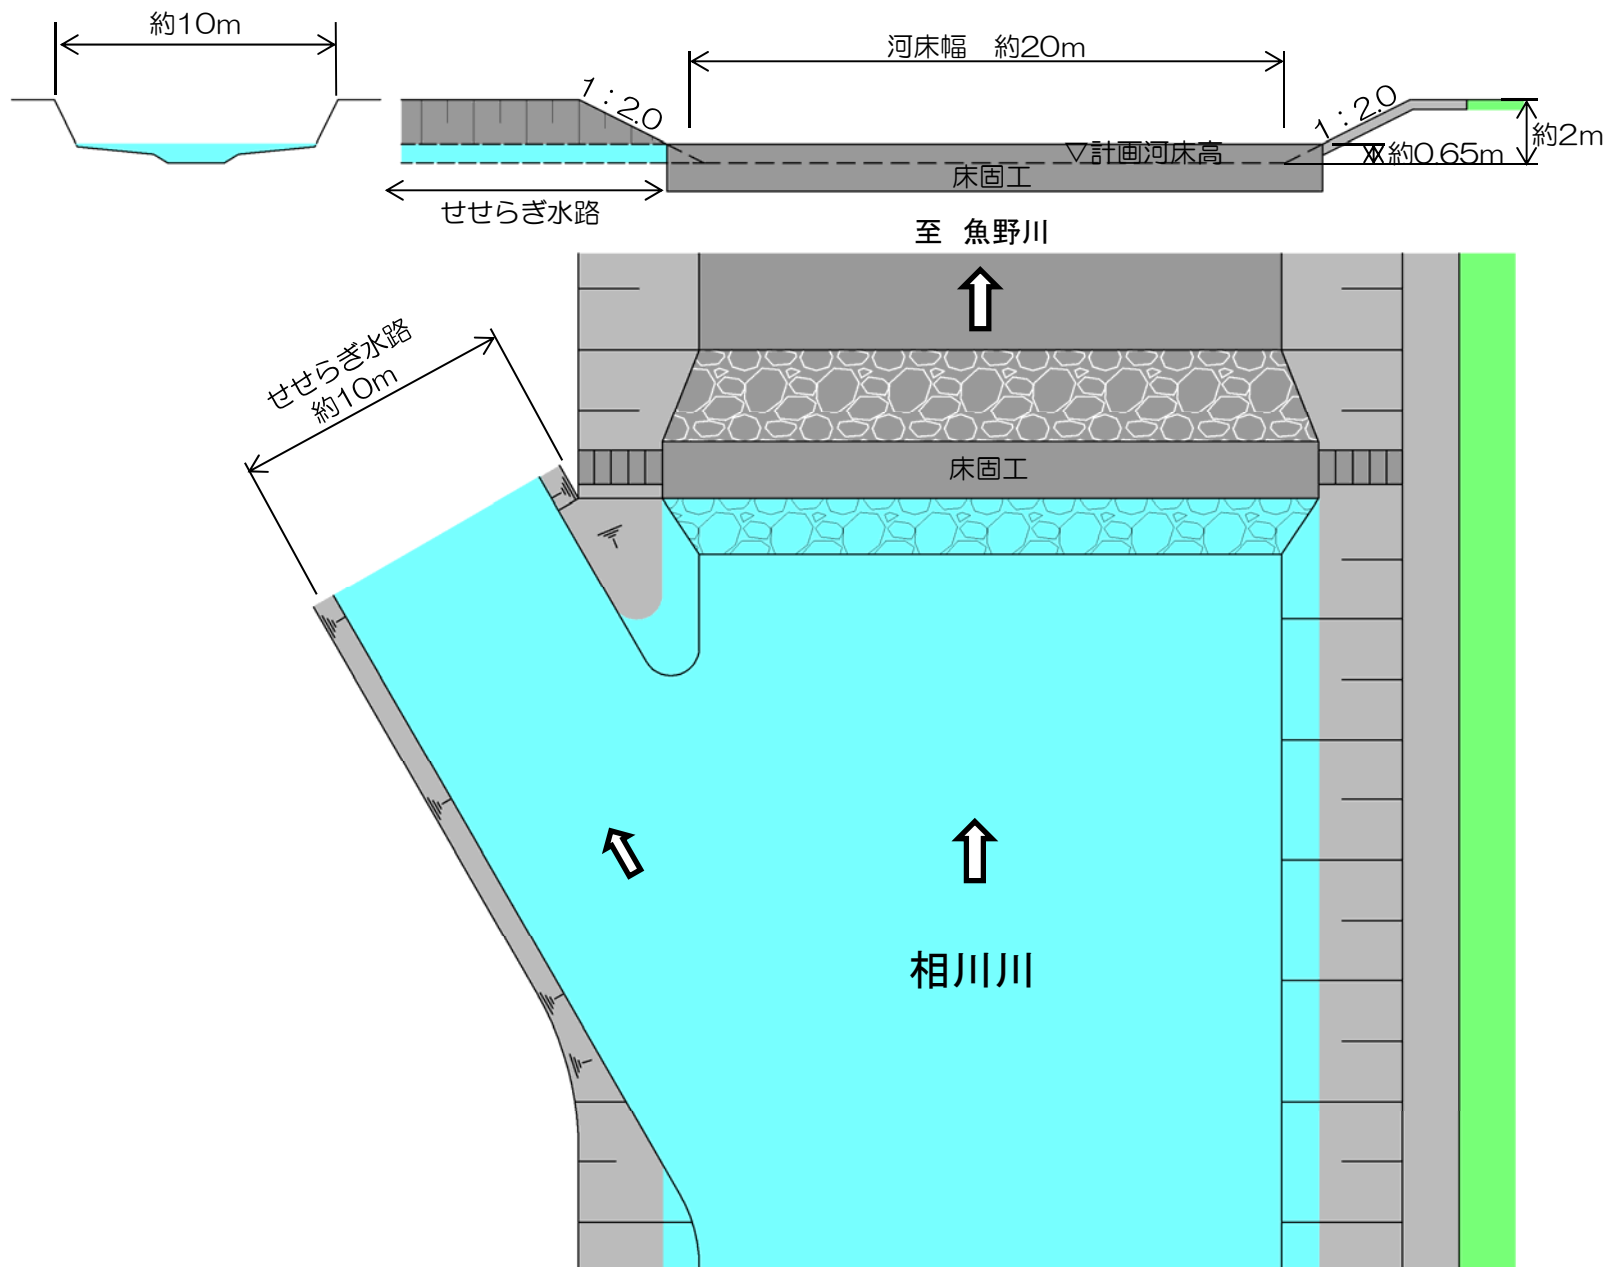 約10m
河床幅 約20m
1：2.0
1：2.0
約2m
▽計画河床高
約0.65m
床固工
せせらぎ水路
至 魚野川
せせらぎ水路
約10m
床固工
相川川